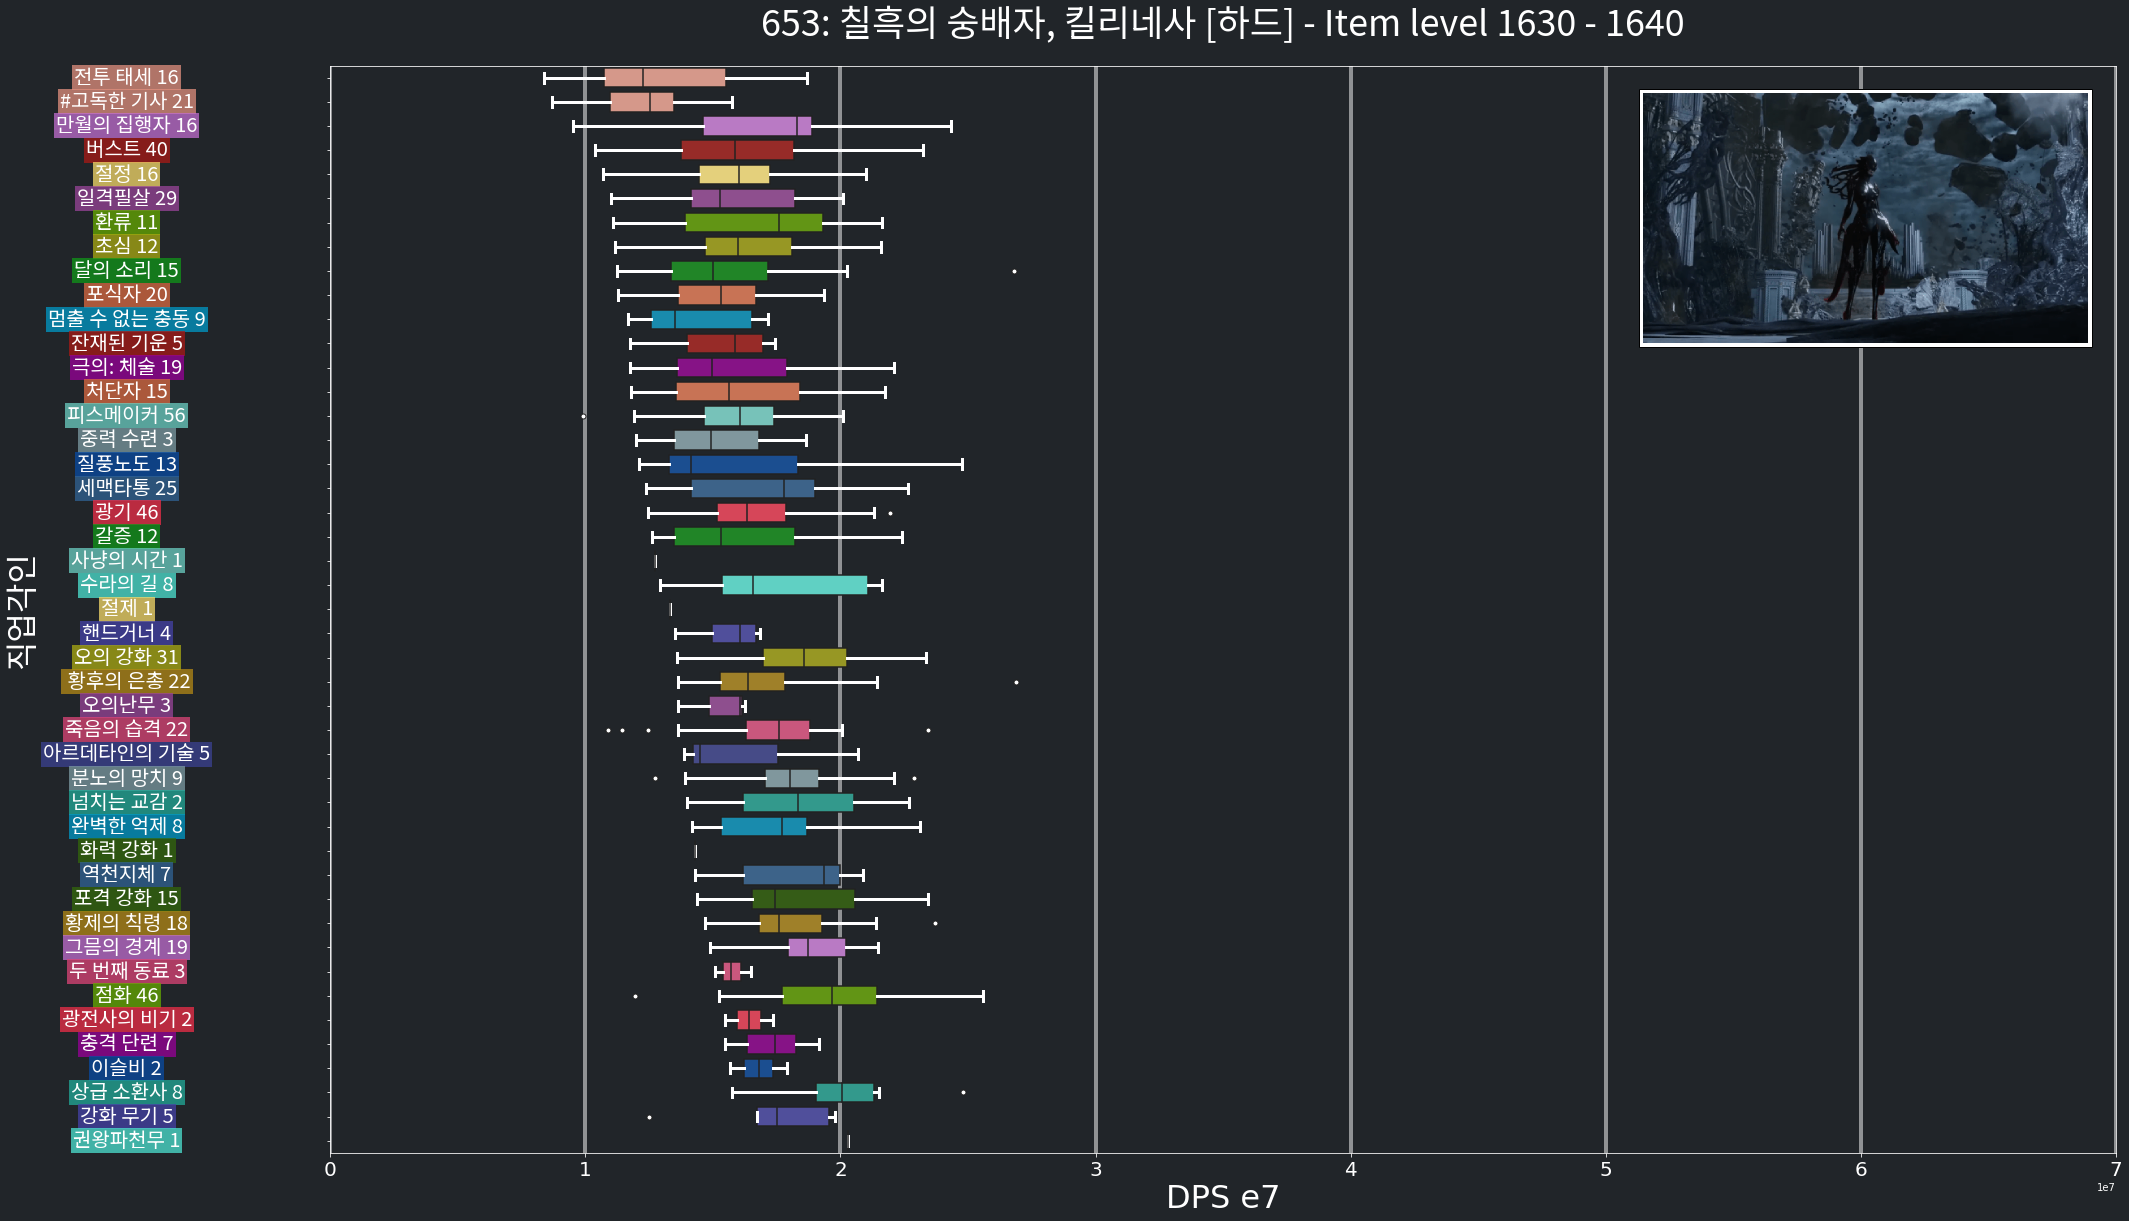 653: 칠흑의 숭배자, 킬리네사 [하드] - Item level 1630 - 1640
직업각인
전투 태세 16
#고독한 기사 21
만월의 집행자 16
버스트 40
절정 16
일격필살 29
환류 11
초심 12
달의 소리 15
포식자 20
멈출 수 없는 충동 9
잔재된 기운 5
극의: 체술 19
처단자 15
피스메이커 56
중력 수련 3
질풍노도 13
세맥타통 25
광기 46
갈증 12
사냥의 시간 1
수라의 길 8
절제 1
핸드거너 4
오의 강화 31
황후의 은총 22
오의난무 3
죽음의 습격 22
아르데타인의 기술 5
분노의 망치 9
넘치는 교감 2
완벽한 억제 8
화력 강화 1
역천지체 7
포격 강화 15
황제의 칙령 18
그믐의 경계 19
두 번째 동료 3
점화 46
광전사의 비기 2
충격 단련 7
이슬비 2
상급 소환사 8
강화 무기 5
권왕파천무 1
0 1 2 3 4 5 6 7
1e7
DPS e7